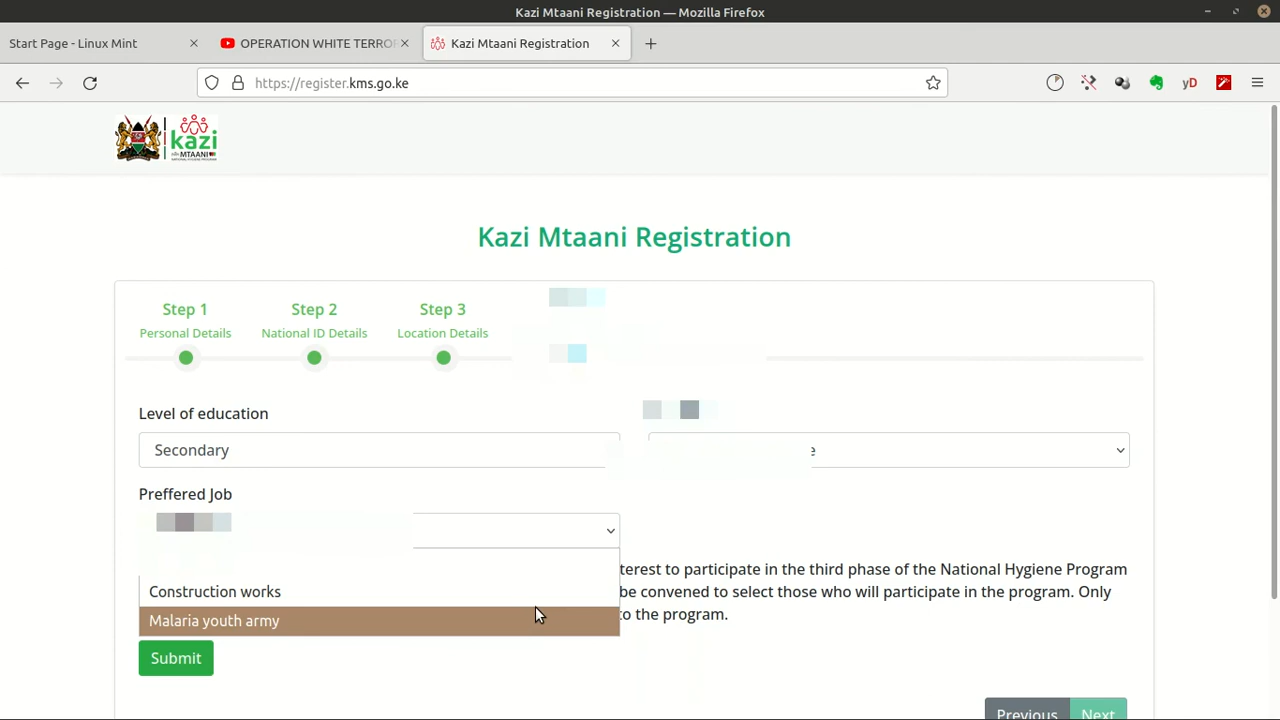 Kazi Mtaani Registration — Mozilla Firefox
Start Page - Linux Mint
OPERATION WHITE TERROR
Kazi Mtaani Registration
https://register.kms.go.ke
yD
kazi
MTAANI
Kazi Mtaani Registration
Step 1
Step 2
Step 3
Personal Details
National ID Details
Location Details
Level of education
Secondary
e
Preffered Job
terest to participate in the third phase of the National Hygiene Program
Construction works
be convened to select those who will participate in the program. Only
Malaria youth army
to the program.
Submit
Previous
Next